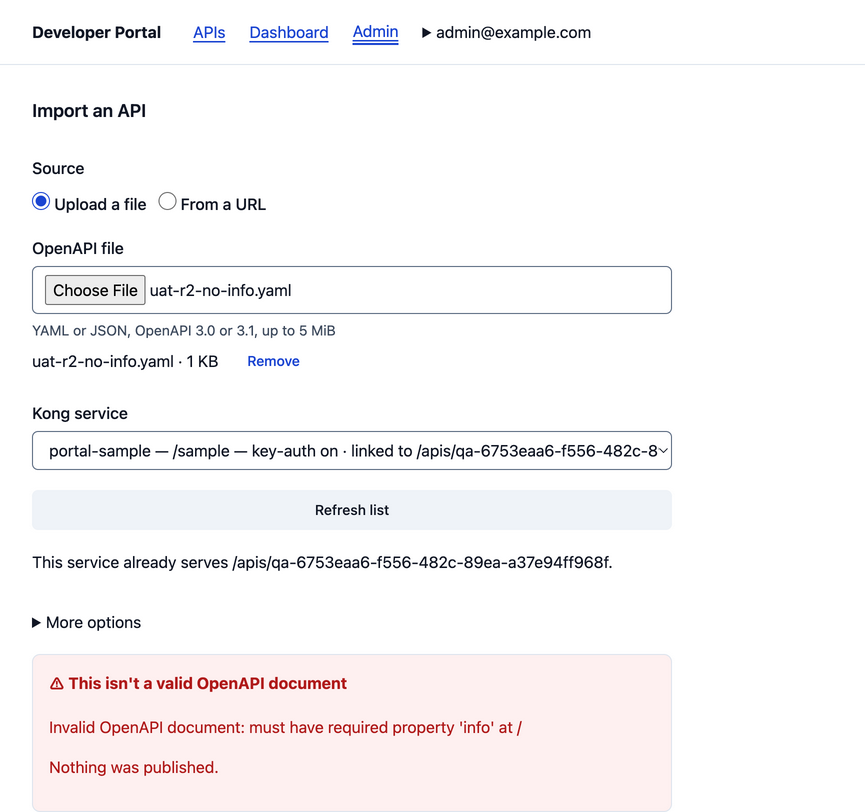 Developer Portal APIs Dashboard Admin ▶ admin@example.com
Import an API
Source
Upload a file From a URL
OpenAPI file
Choose File uat-r2-no-info.yaml
YAML or JSON, OpenAPI 3.0 or 3.1, up to 5 MiB
uat-r2-no-info.yaml · 1 KB Remove
Kong service
portal-sample — /sample — key-auth on · linked to /apis/qa-6753eaa6-f556-482c-8
Refresh list
This service already serves /apis/qa-6753eaa6-f556-482c-89ea-a37e94ff968f.
▶ More options
⚠ This isn't a valid OpenAPI document
Invalid OpenAPI document: must have required property 'info' at /
Nothing was published.